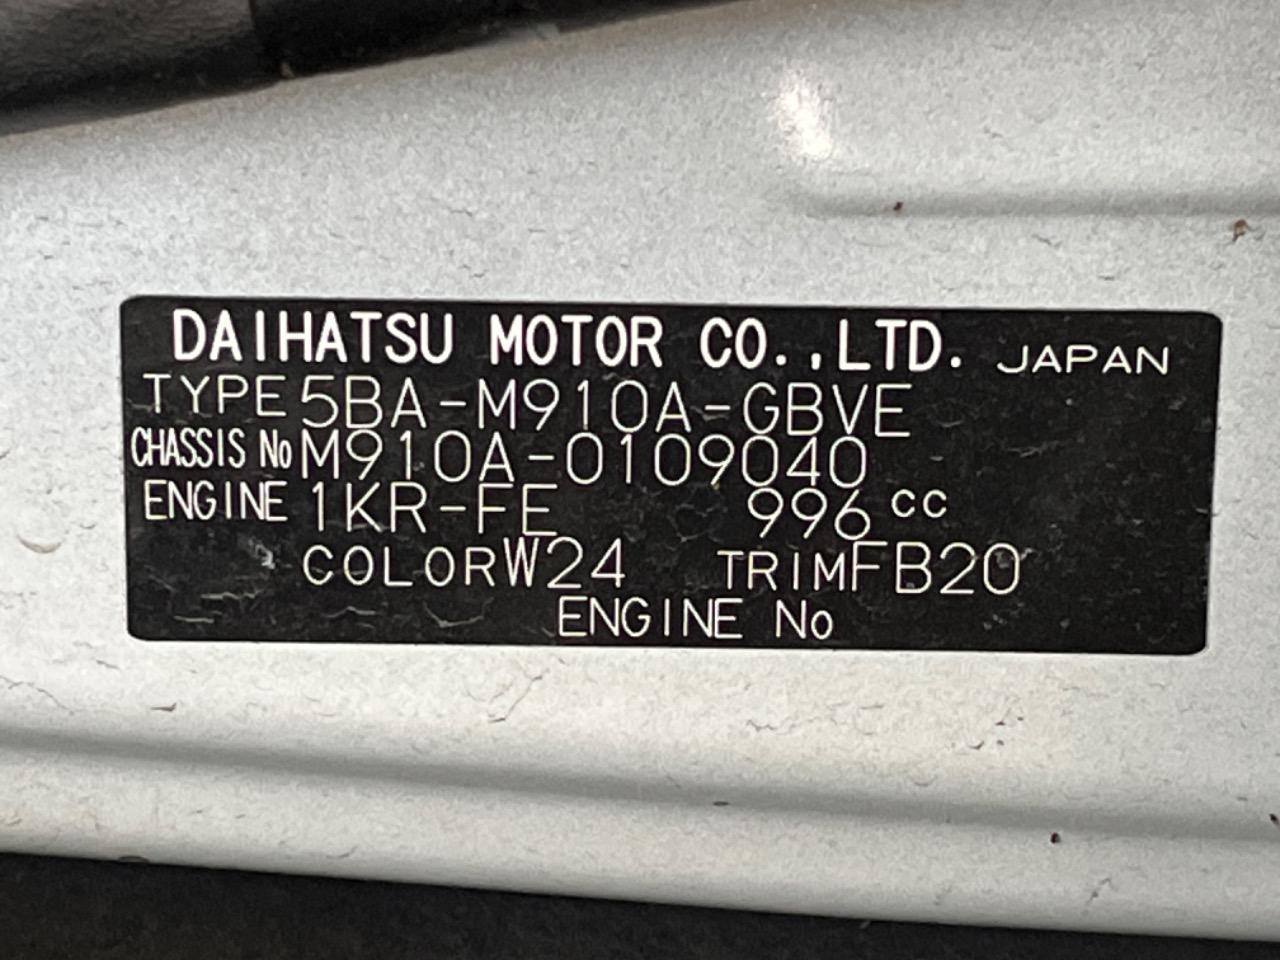 DAIHATSU MOTOR CO.,LTD. JAPAN
TYPE 5BA-M910A-GBVE
CHASSIS No M910A-0109040
ENGINE 1KR-FE 996 cc
COLOR W24 TRIM FB20
ENGINE No